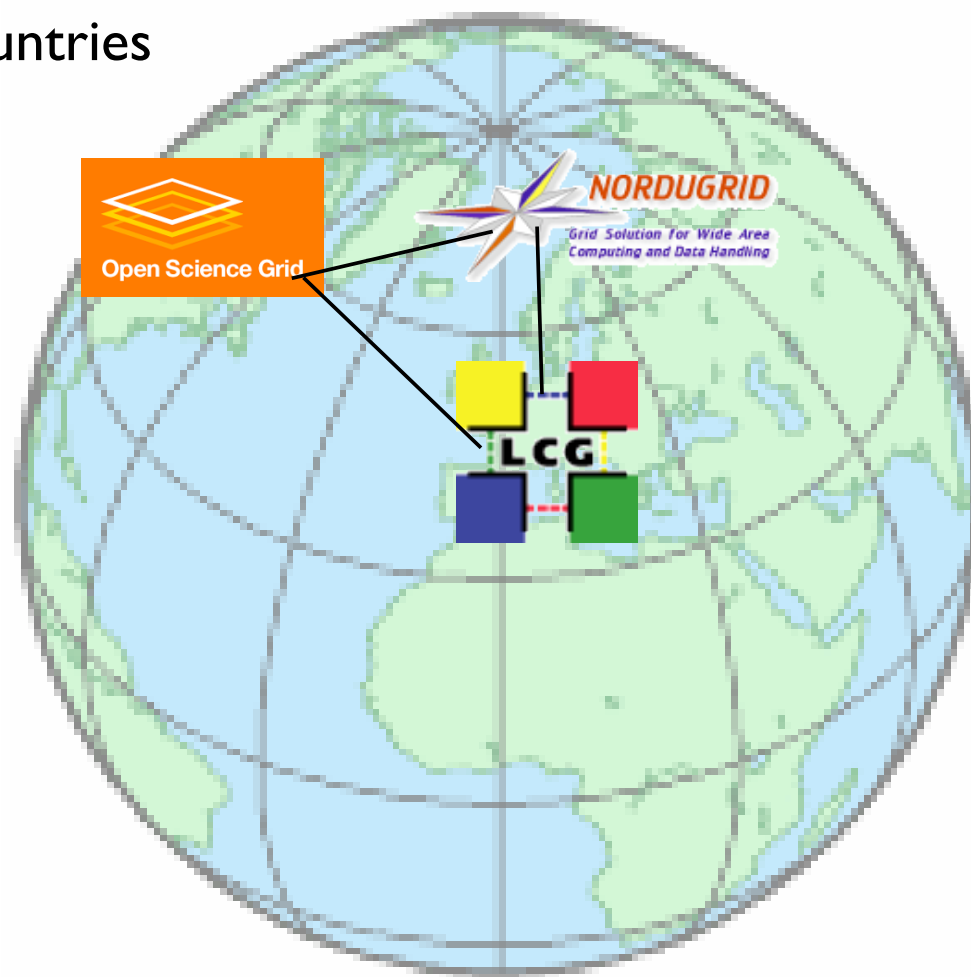 untries
NORDUGRID
Grid Solution for Wide Area
Computing and Data Handling
Open Science Grid
LCG